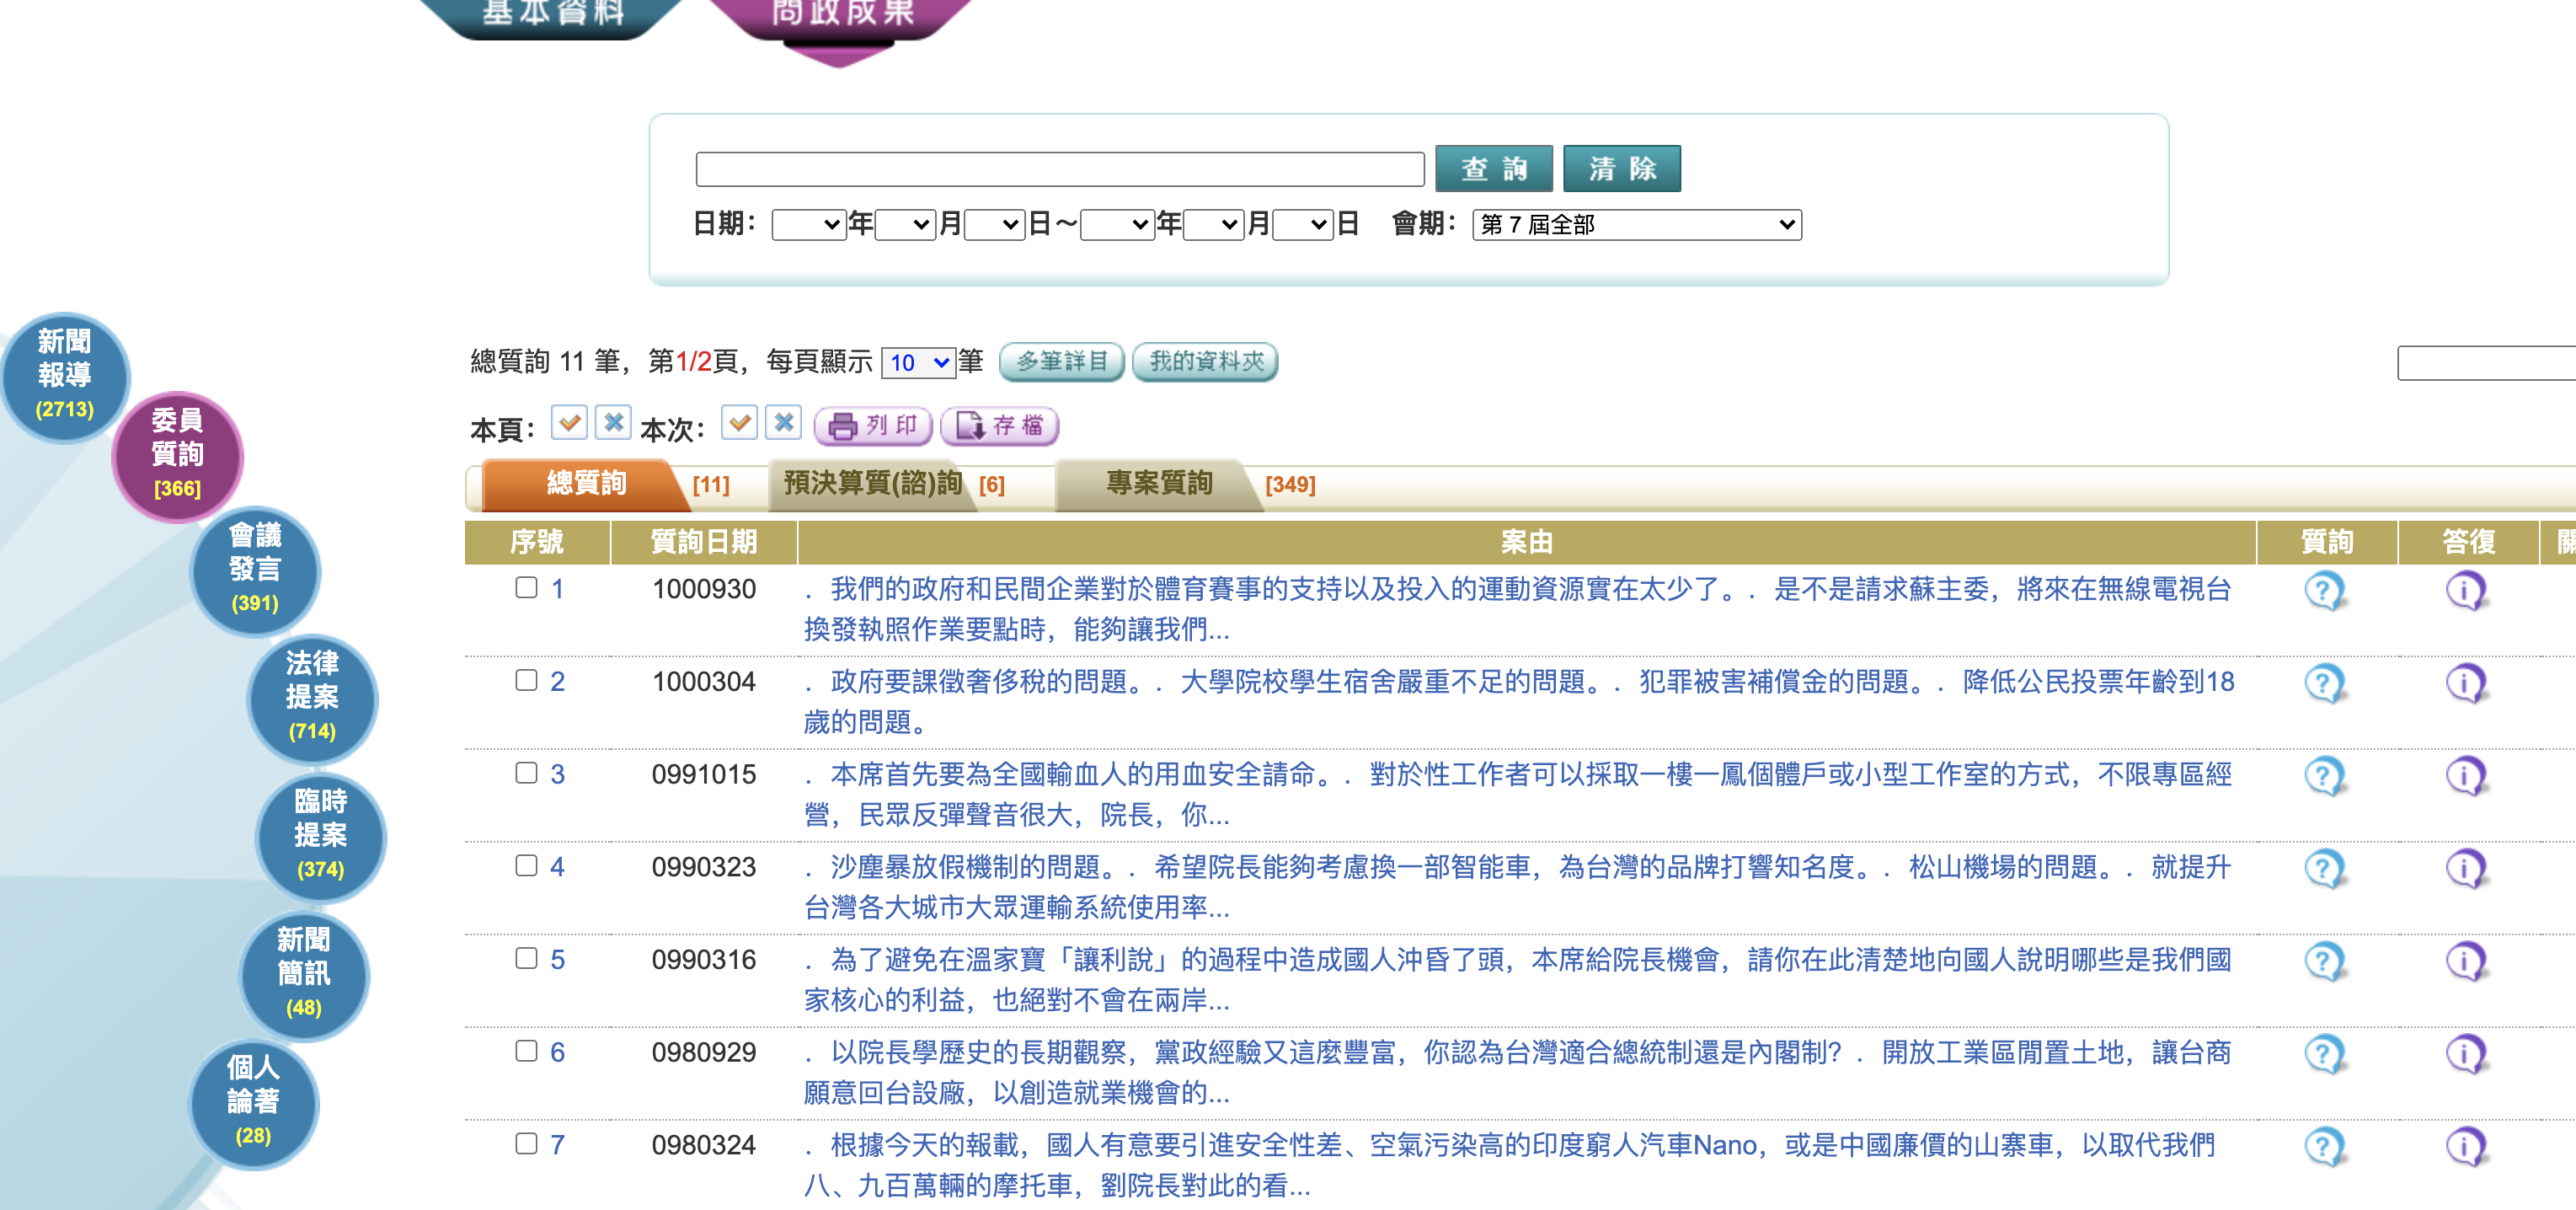 基本資料 問政成果
查 詢 清 除
日期： 年 月 日～ 年 月 日 會期： 第 7 屆全部
新聞
報導
(2713)
委員
質詢
[366]
會議
發言
(391)
法律
提案
(714)
臨時
提案
(374)
新聞
簡訊
(48)
個人
論著
(28)
總質詢 11 筆，第1/2頁，每頁顯示 10 筆 多筆詳目 我的資料夾
本頁： 本次： 列印 存檔
總質詢 [11] 預決算質(諮)詢 [6] 專案質詢 [349]
序號 質詢日期 案由 質詢 答復
1 1000930 ．我們的政府和民間企業對於體育賽事的支持以及投入的運動資源實在太少了。．是不是請求蘇主委，將來在無線電視台
換發執照作業要點時，能夠讓我們...
2 1000304 ．政府要課徵奢侈稅的問題。．大學院校學生宿舍嚴重不足的問題。．犯罪被害補償金的問題。．降低公民投票年齡到18
歲的問題。
3 0991015 ．本席首先要為全國輸血人的用血安全請命。．對於性工作者可以採取一樓一鳳個體戶或小型工作室的方式，不限專區經
營，民眾反彈聲音很大，院長，你...
4 0990323 ．沙塵暴放假機制的問題。．希望院長能夠考慮換一部智能車，為台灣的品牌打響知名度。．松山機場的問題。．就提升
台灣各大城市大眾運輸系統使用率...
5 0990316 ．為了避免在溫家寶「讓利說」的過程中造成國人沖昏了頭，本席給院長機會，請你在此清楚地向國人說明哪些是我們國
家核心的利益，也絕對不會在兩岸...
6 0980929 ．以院長學歷史的長期觀察，黨政經驗又這麼豐富，你認為台灣適合總統制還是內閣制？．開放工業區閒置土地，讓台商
願意回台設廠，以創造就業機會的...
7 0980324 ．根據今天的報載，國人有意要引進安全性差、空氣污染高的印度窮人汽車Nano，或是中國廉價的山寨車，以取代我們
八、九百萬輛的摩托車，劉院長對此的看...